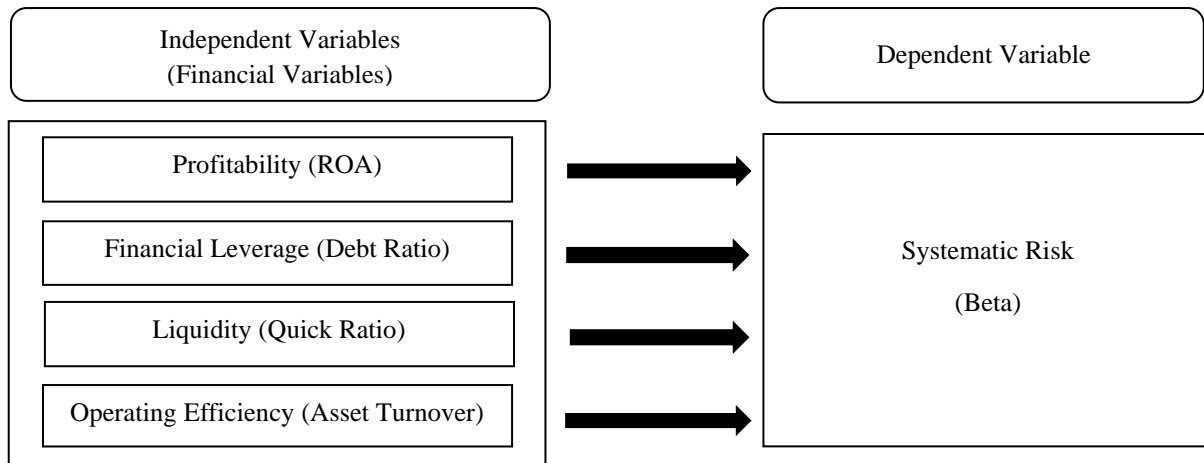 Independent Variables
(Financial Variables)
Dependent Variable
Profitability (ROA)
Financial Leverage (Debt Ratio)
Liquidity (Quick Ratio)
Operating Efficiency (Asset Turnover)
Systematic Risk
(Beta)